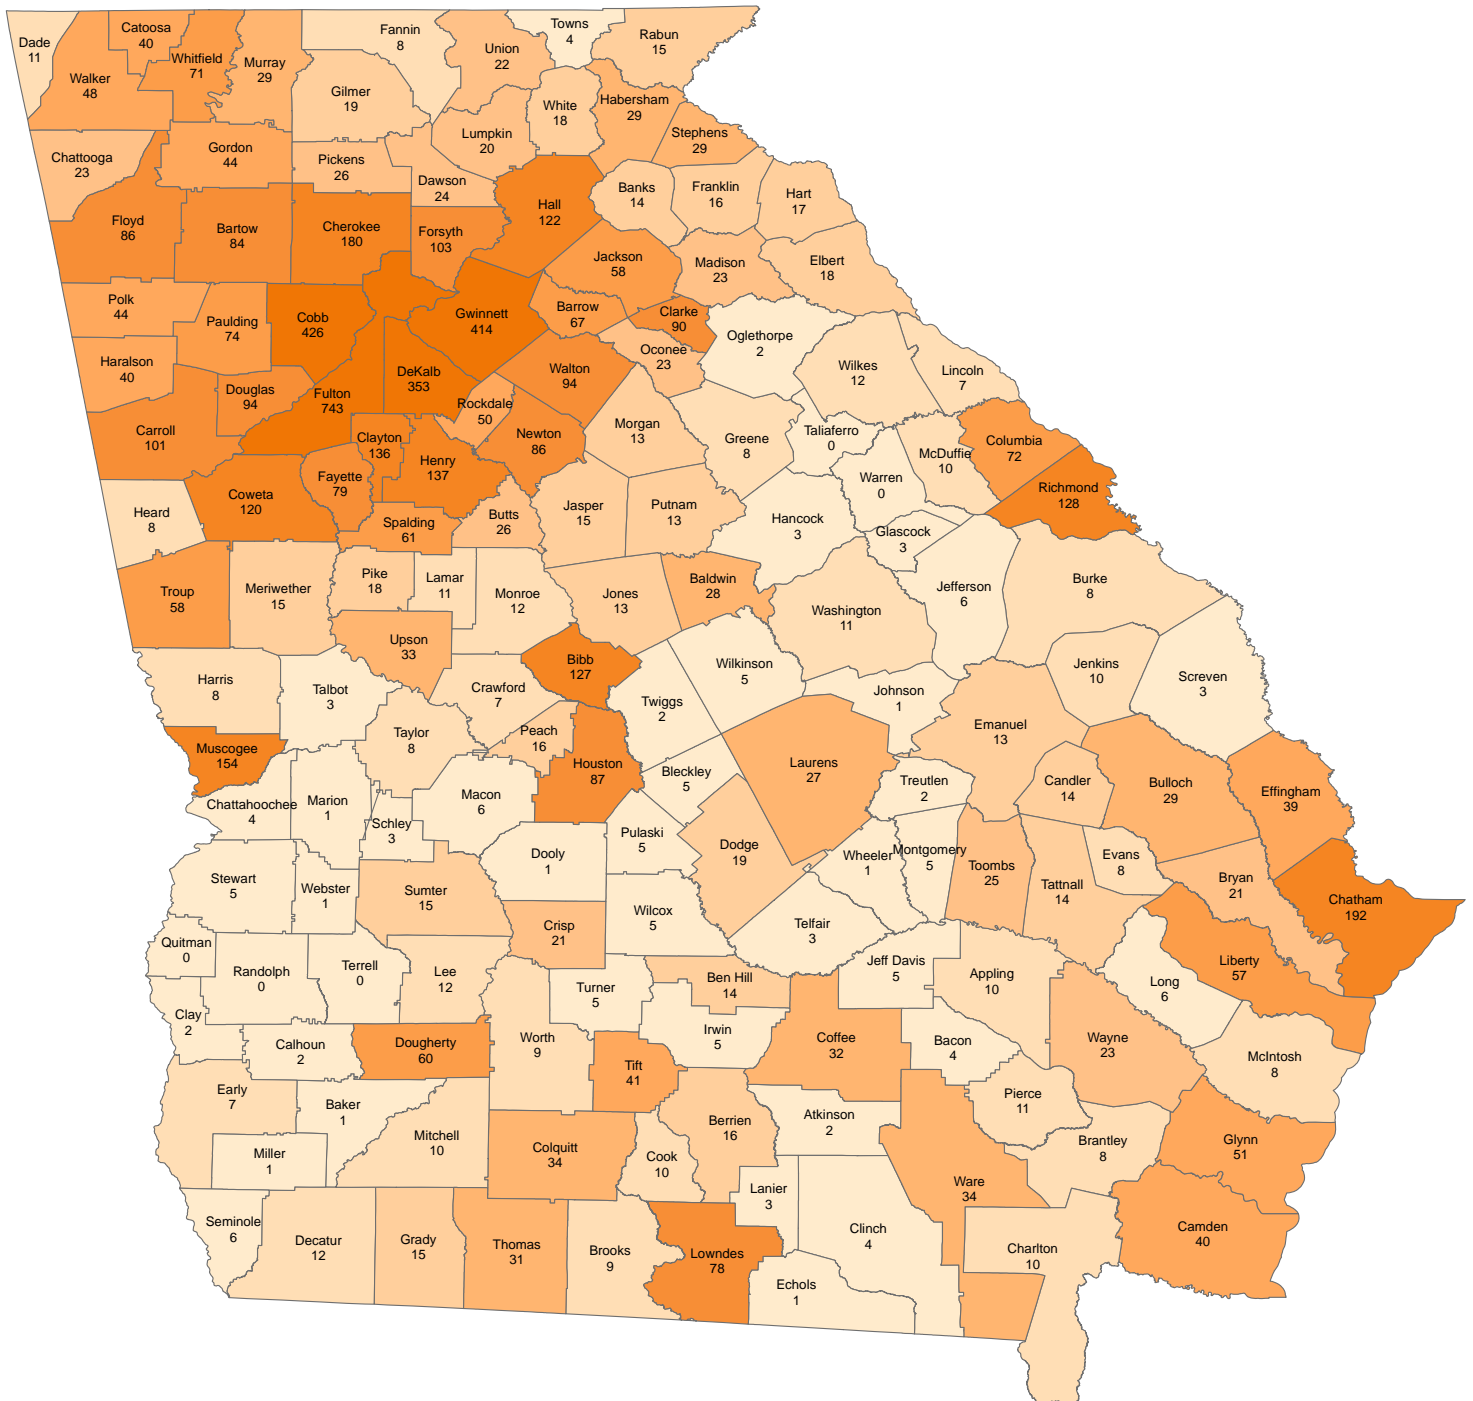 Dade
11
Walker
48
Catoosa
40
Whitfield
71
Murray
29
Fannin
8
Gilmer
19
Union
22
Towns
4
Rabun
15
White
18
Habersham
29
Stephens
29
Lumpkin
20
Chattooga
23
Gordon
44
Pickens
26
Dawson
24
Hall
122
Banks
14
Franklin
16
Hart
17
Floyd
86
Bartow
84
Cherokee
180
Forsyth
103
Jackson
58
Madison
23
Elbert
18
Polk
44
Paulding
74
Cobb
426
Gwinnett
414
Barrow
67
Clarke
90
Oconee
23
Oglethorpe
2
Wilkes
12
Lincoln
7
Haralson
40
Douglas
94
Fulton
743
DeKalb
353
Rockdale
50
Walton
94
Morgan
13
Greene
8
Taliaferro
0
McDuffie
10
Columbia
72
Carroll
101
Clayton
136
Henry
137
Newton
86
Warren
0
Richmond
128
Heard
8
Coweta
120
Fayette
79
Spalding
61
Butts
26
Jasper
15
Putnam
13
Hancock
3
Glascock
3
Jefferson
6
Burke
8
Troup
58
Meriwether
15
Pike
18
Lamar
11
Monroe
12
Jones
13
Baldwin
28
Washington
11
Upson
33
Bibb
127
Wilkinson
5
Jenkins
10
Screven
3
Harris
8
Talbot
3
Crawford
7
Twiggs
2
Johnson
1
Emanuel
13
Taylor
8
Peach
16
Muscogee
154
Houston
87
Bleckley
5
Laurens
27
Treutlen
2
Candler
14
Bulloch
29
Effingham
39
Chattahoochee
4
Marion
1
Schley
3
Macon
6
Pulaski
5
Dodge
19
Wheeler
1
Montgomery
5
Toombs
25
Tattnall
14
Evans
8
Bryan
21
Chatham
192
Dooly
1
Stewart
5
Webster
1
Sumter
15
Crisp
21
Wilcox
5
Telfair
3
Quitman
0
Randolph
0
Terrell
0
Lee
12
Turner
5
Ben Hill
14
Jeff Davis
5
Appling
10
Long
6
Liberty
57
Clay
2
Calhoun
2
Dougherty
60
Worth
9
Tift
41
Irwin
5
Coffee
32
Bacon
4
Wayne
23
McIntosh
8
Early
7
Baker
1
Mitchell
10
Colquitt
34
Berrien
16
Atkinson
2
Pierce
11
Brantley
8
Glynn
51
Miller
1
Cook
10
Lanier
3
Ware
34
Seminole
6
Decatur
12
Grady
15
Thomas
31
Brooks
9
Lowndes
78
Clinch
4
Echols
1
Charlton
10
Camden
40